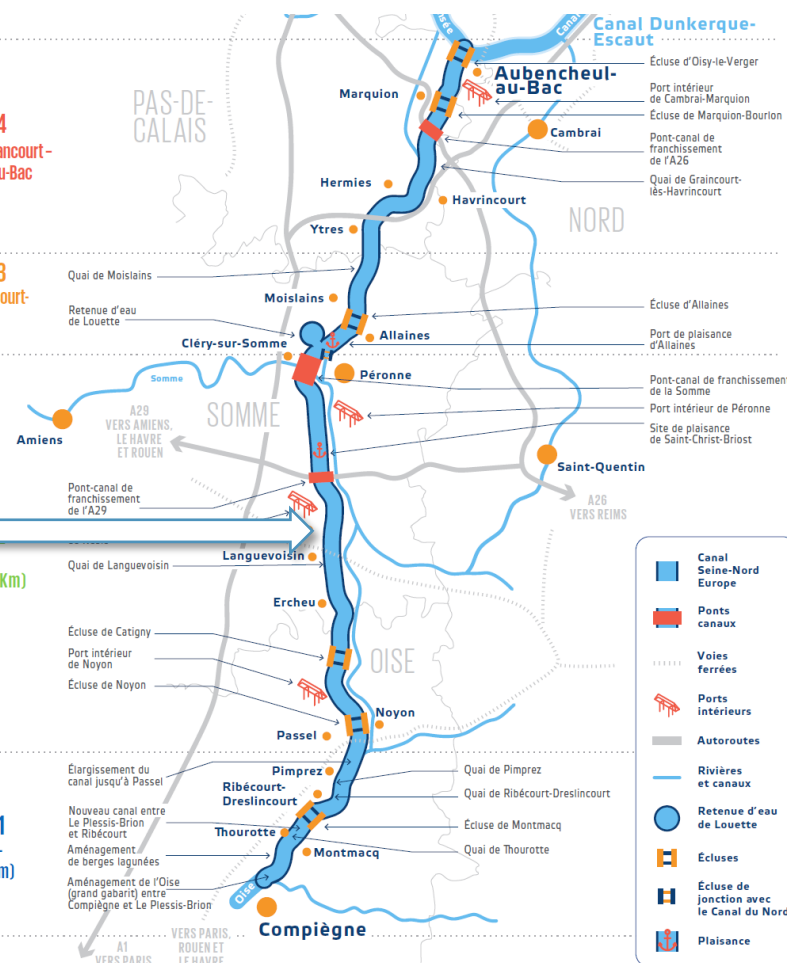 Canal Dunkerque-
Escaut
Écluse d'Oisy-le-Verger
Aubencheul-
au-Bac
Port intérieur
de Cambrai-Marquion
Marquion
Écluse de Marquion-Bourlon
PAS-DE-
CALAIS
Cambrai
Pont-canal de
franchissement
de l'A26
4
ancourt –
u-Bac
Quai de Graincourt-
lès-Havrincourt
Hermies
Havrincourt
NORD
Ytres
3
ourt-
Quai de Moislains
Moislains
Écluse d'Allaines
Retenue d'eau
de Louette
Allaines
Port de plaisance
d'Allaines
Cléry-sur-Somme
Péronne
Pont-canal de franchissement
de la Somme
Somme
Port intérieur de Péronne
SOMME
A29
VERS AMIENS,
LE HAVRE
ET ROUEN
Site de plaisance
de Saint-Christ-Briost
Amiens
Saint-Quentin
Pont-canal de
franchissement
de l'A29
A26
VERS REIMS
Languevoisin
Quai de Languevoisin
Km)
Ercheu
Écluse de Catigny
Port intérieur
de Noyon
OISE
Écluse de Noyon
Noyon
Passel
Élargissement du
canal jusqu'à Passel
Pimprez
Quai de Pimprez
Ribécourt-
Dreslincourt
Quai de Ribécourt-Dreslincourt
Nouveau canal entre
Le Plessis-Brion
et Ribécourt
1
Thourotte
Écluse de Montmacq
Aménagement
de berges lagunées
Montmacq
Quai de Thourotte
m)
Aménagement de l'Oise
(grand gabarit) entre
Compiègne et Le Plessis-Brion
Oise
Compiègne
A1
VERS PARIS
VERS PARIS,
ROUEN ET
LE HAVRE
Canal
Seine-Nord
Europe
Ponts
canaux
Voies
ferrées
Ports
intérieurs
Autoroutes
Rivières
et canaux
Retenue d'eau
de Louette
Écluses
Écluse de
jonction avec
le Canal du Nord
Plaisance